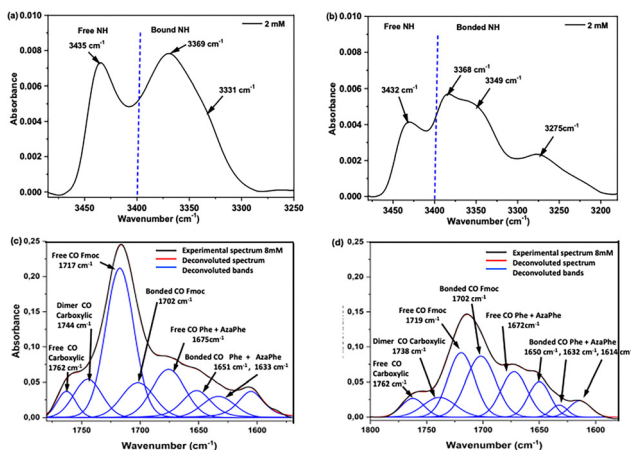 (a)
0.010
0.008
0.006
0.004
0.002
0.000
Absorbance
Free NH
3435 cm-1
Bound NH
3369 cm-1
3331 cm-1
2 mM
3450
3400
3350
3300
3250
Wavenumber (cm-1)
(b)
0.010
0.008
0.006
0.004
0.002
0.000
Absorbance
Free NH
Bonded NH
2 mM
3432 cm-1
3368 cm-1
3349 cm-1
3275cm-1
3450
3400
3350
3300
3250
3200
Wavenumber (cm-1)
(c)
0,25
0,20
0,15
0,10
0,05
0,00
Absorbance
Experimental spectrum 8mM
Deconvoluted spectrum
Deconvoluted bands
Free CO Fmoc
1717 cm-1
Bonded CO Fmoc
1702 cm-1
Dimer CO
Carboxylic
1744 cm-1
Free CO Phe + AzaPhe
1675cm-1
Free CO
Carboxylic
1762 cm-1
Bonded CO Phe + AzaPhe
1651 cm-1, 1633 cm-1
1750
1700
1650
1600
Wavenumber (cm-1)
(d)
0,25
0,20
0,15
0,10
0,05
0,00
Experimental spectrum 8mM
Deconvoluted spectrum
Deconvoluted bands
Bonded CO Fmoc
1702 cm-1
Free CO Fmoc
1719 cm-1
Free CO Phe + AzaPhe
1672cm-1
Dimer CO Carboxylic
1738 cm-1
Bonded CO Phe + AzaPhe
1650 cm-1, 1632 cm-1, 1614 cm-1
Free CO
Carboxylic
1762 cm-1
1800
1750
1700
1650
1600
Wavenumber (cm-1)